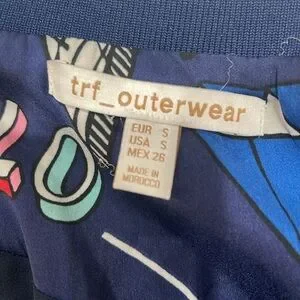 trf_outerwear
EUR S
USA S
MEX 26
MADE IN
MOROCCO